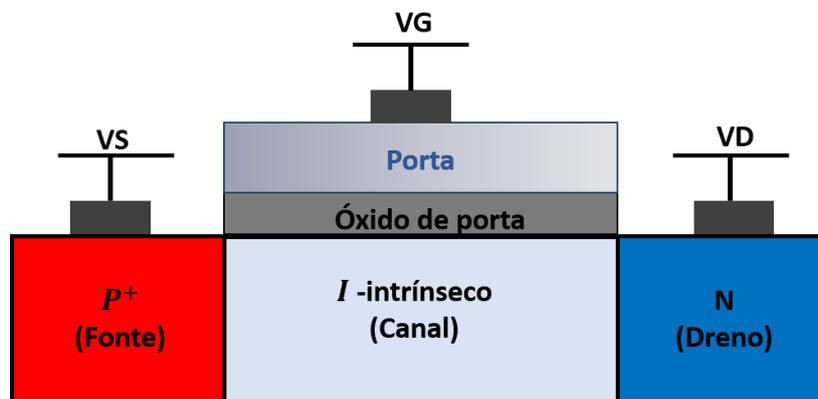 VG
VS
VD
Porta
Óxido de porta
P⁺
(Fonte)
I -intrínseco
(Canal)
N
(Dreno)